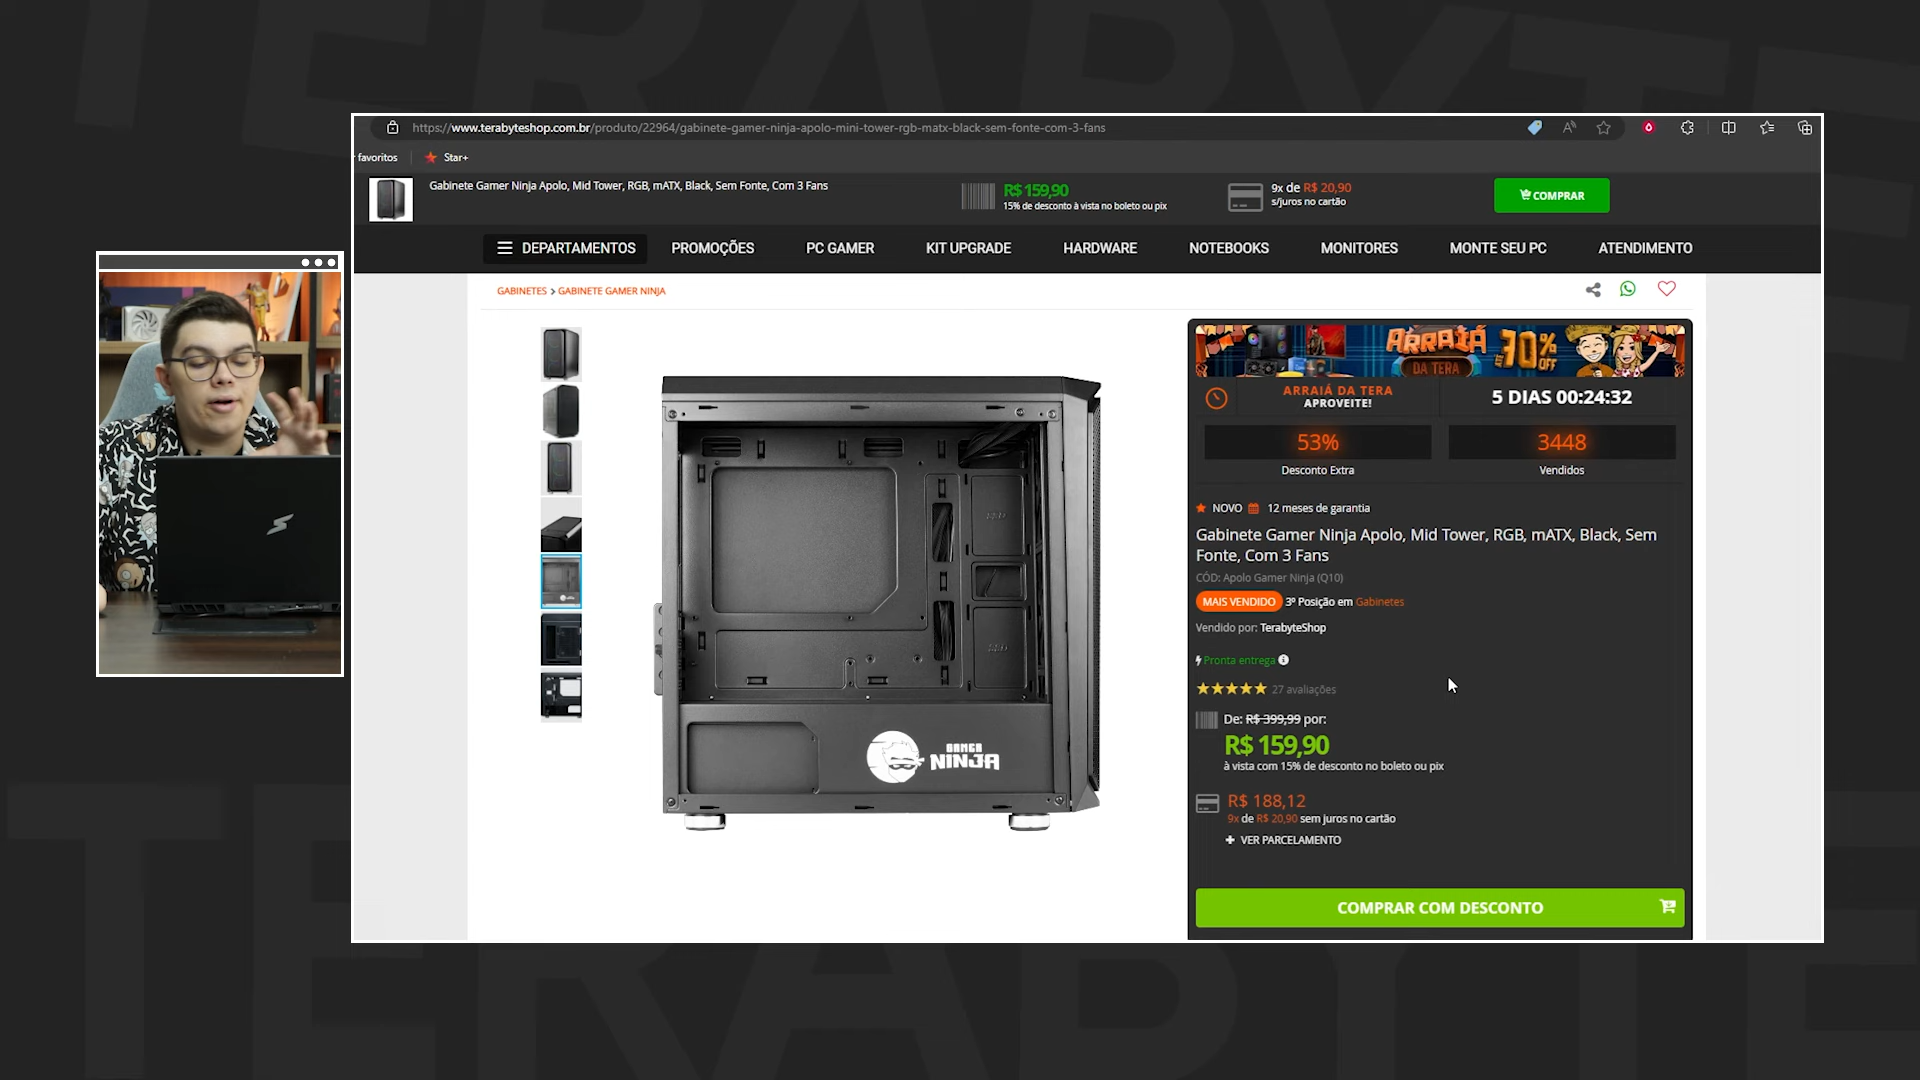 TERABYTE
https://www.terabyteshop.com.br/produto/22964/gabinete-gamer-ninja-apolo-mini-tower-rgb-matx-black-sem-fonte-com-3-fans
favoritos
Star+
Gabinete Gamer Ninja Apolo, Mid Tower, RGB, mATX, Black, Sem Fonte, Com 3 Fans
R$ 159,90
15% de desconto à vista no boleto ou pix
9x de R$ 20,90
s/juros no cartão
COMPRAR
DEPARTAMENTOS
PROMOÇÕES
PC GAMER
KIT UPGRADE
HARDWARE
NOTEBOOKS
MONITORES
MONTE SEU PC
ATENDIMENTO
GABINETES > GABINETE GAMER NINJA
SSD
SSD
GAMER
NINJA
ARRAIÁ
DA TERA
70%
OFF
ARRAIÁ DA TERA
APROVEITE!
5 DIAS 00:24:32
53%
Desconto Extra
3448
Vendidos
NOVO
12 meses de garantia
Gabinete Gamer Ninja Apolo, Mid Tower, RGB, mATX, Black, Sem
Fonte, Com 3 Fans
CÓD: Apolo Gamer Ninja (Q10)
MAIS VENDIDO 3º Posição em Gabinetes
Vendido por: TerabyteShop
Pronta entrega
27 avaliações
De: R$ 399,99 por:
R$ 159,90
à vista com 15% de desconto no boleto ou pix
R$ 188,12
9x de R$ 20,90 sem juros no cartão
+ VER PARCELAMENTO
COMPRAR COM DESCONTO
TERABYTE